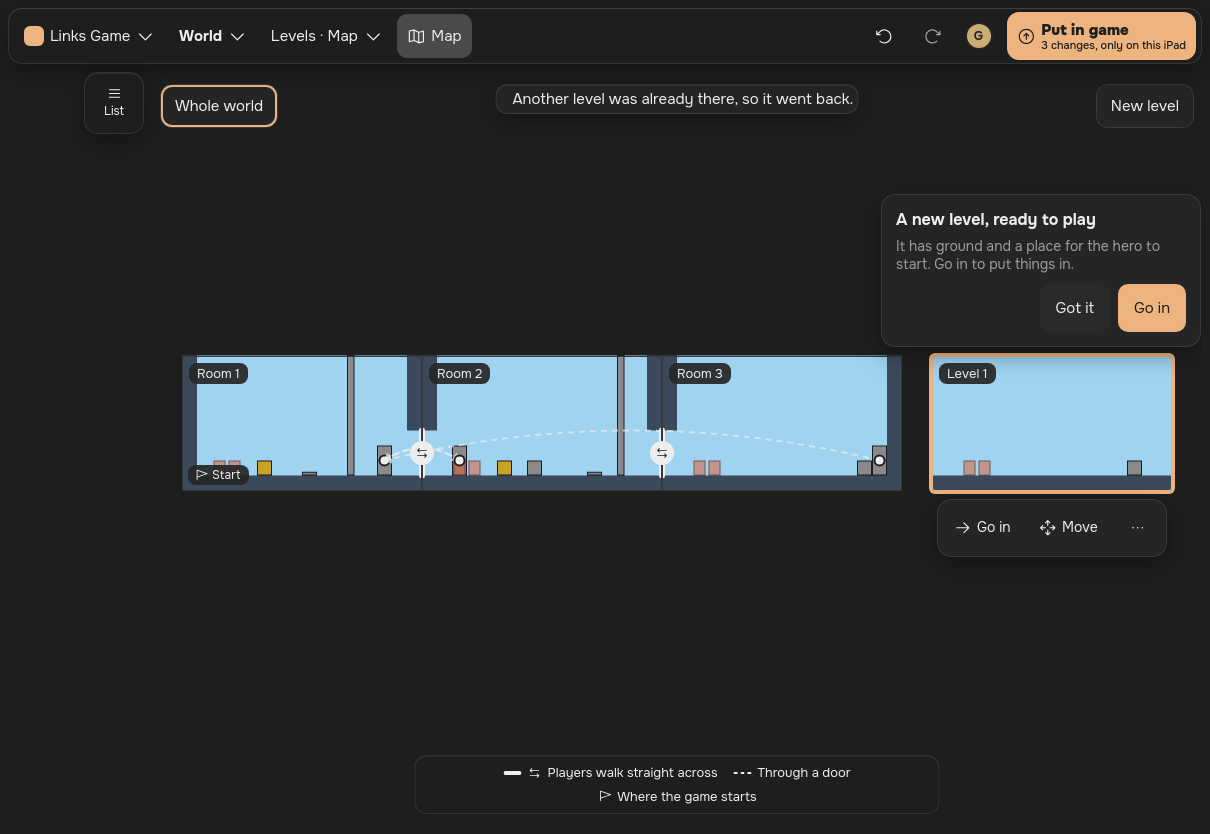 Links Game
World
Levels · Map
Map
G
Put in game
3 changes, only on this iPad
List
Whole world
Another level was already there, so it went back.
New level
A new level, ready to play
It has ground and a place for the hero to
start. Go in to put things in.
Got it
Go in
Room 1
Room 2
Room 3
Level 1
Start
Go in
Move
...
Players walk straight across
Through a door
Where the game starts